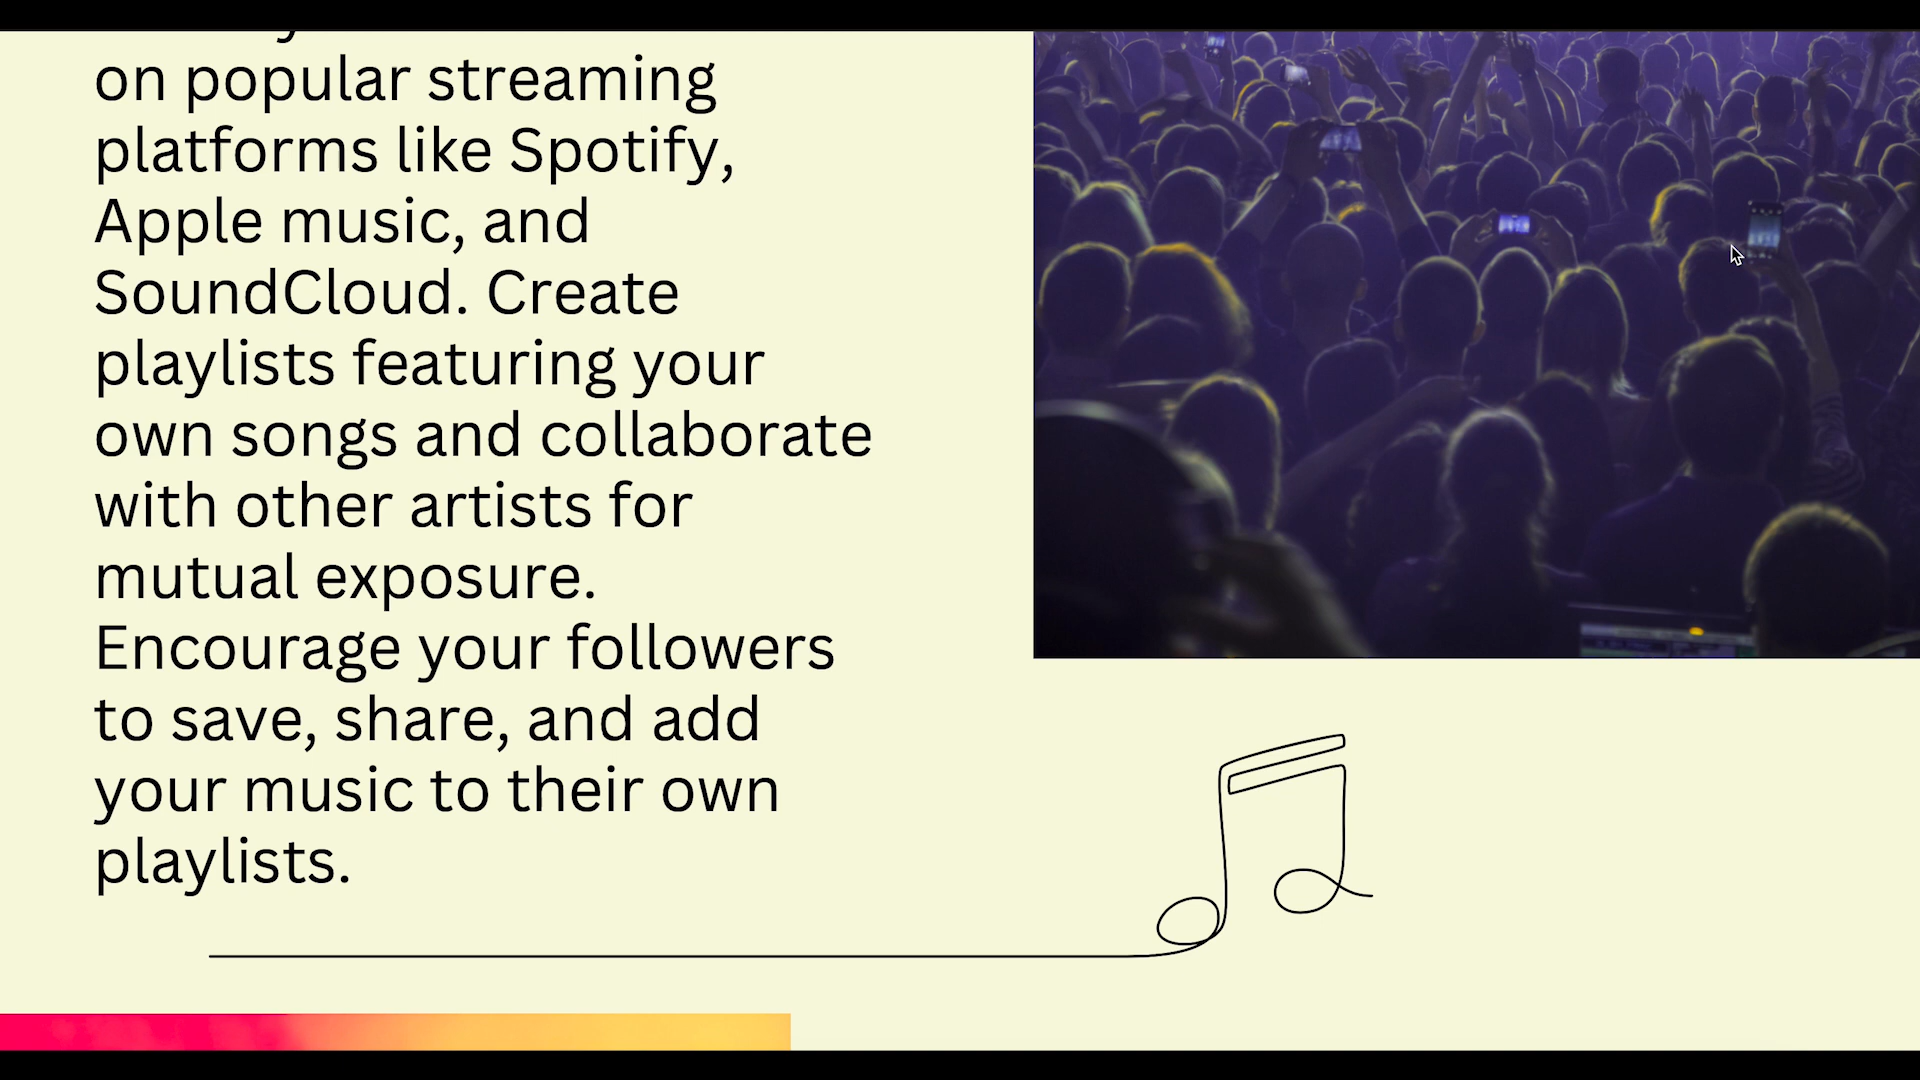 on popular streaming
platforms like Spotify,
Apple music, and
SoundCloud. Create
playlists featuring your
own songs and collaborate
with other artists for
mutual exposure.
Encourage your followers
to save, share, and add
your music to their own
playlists.